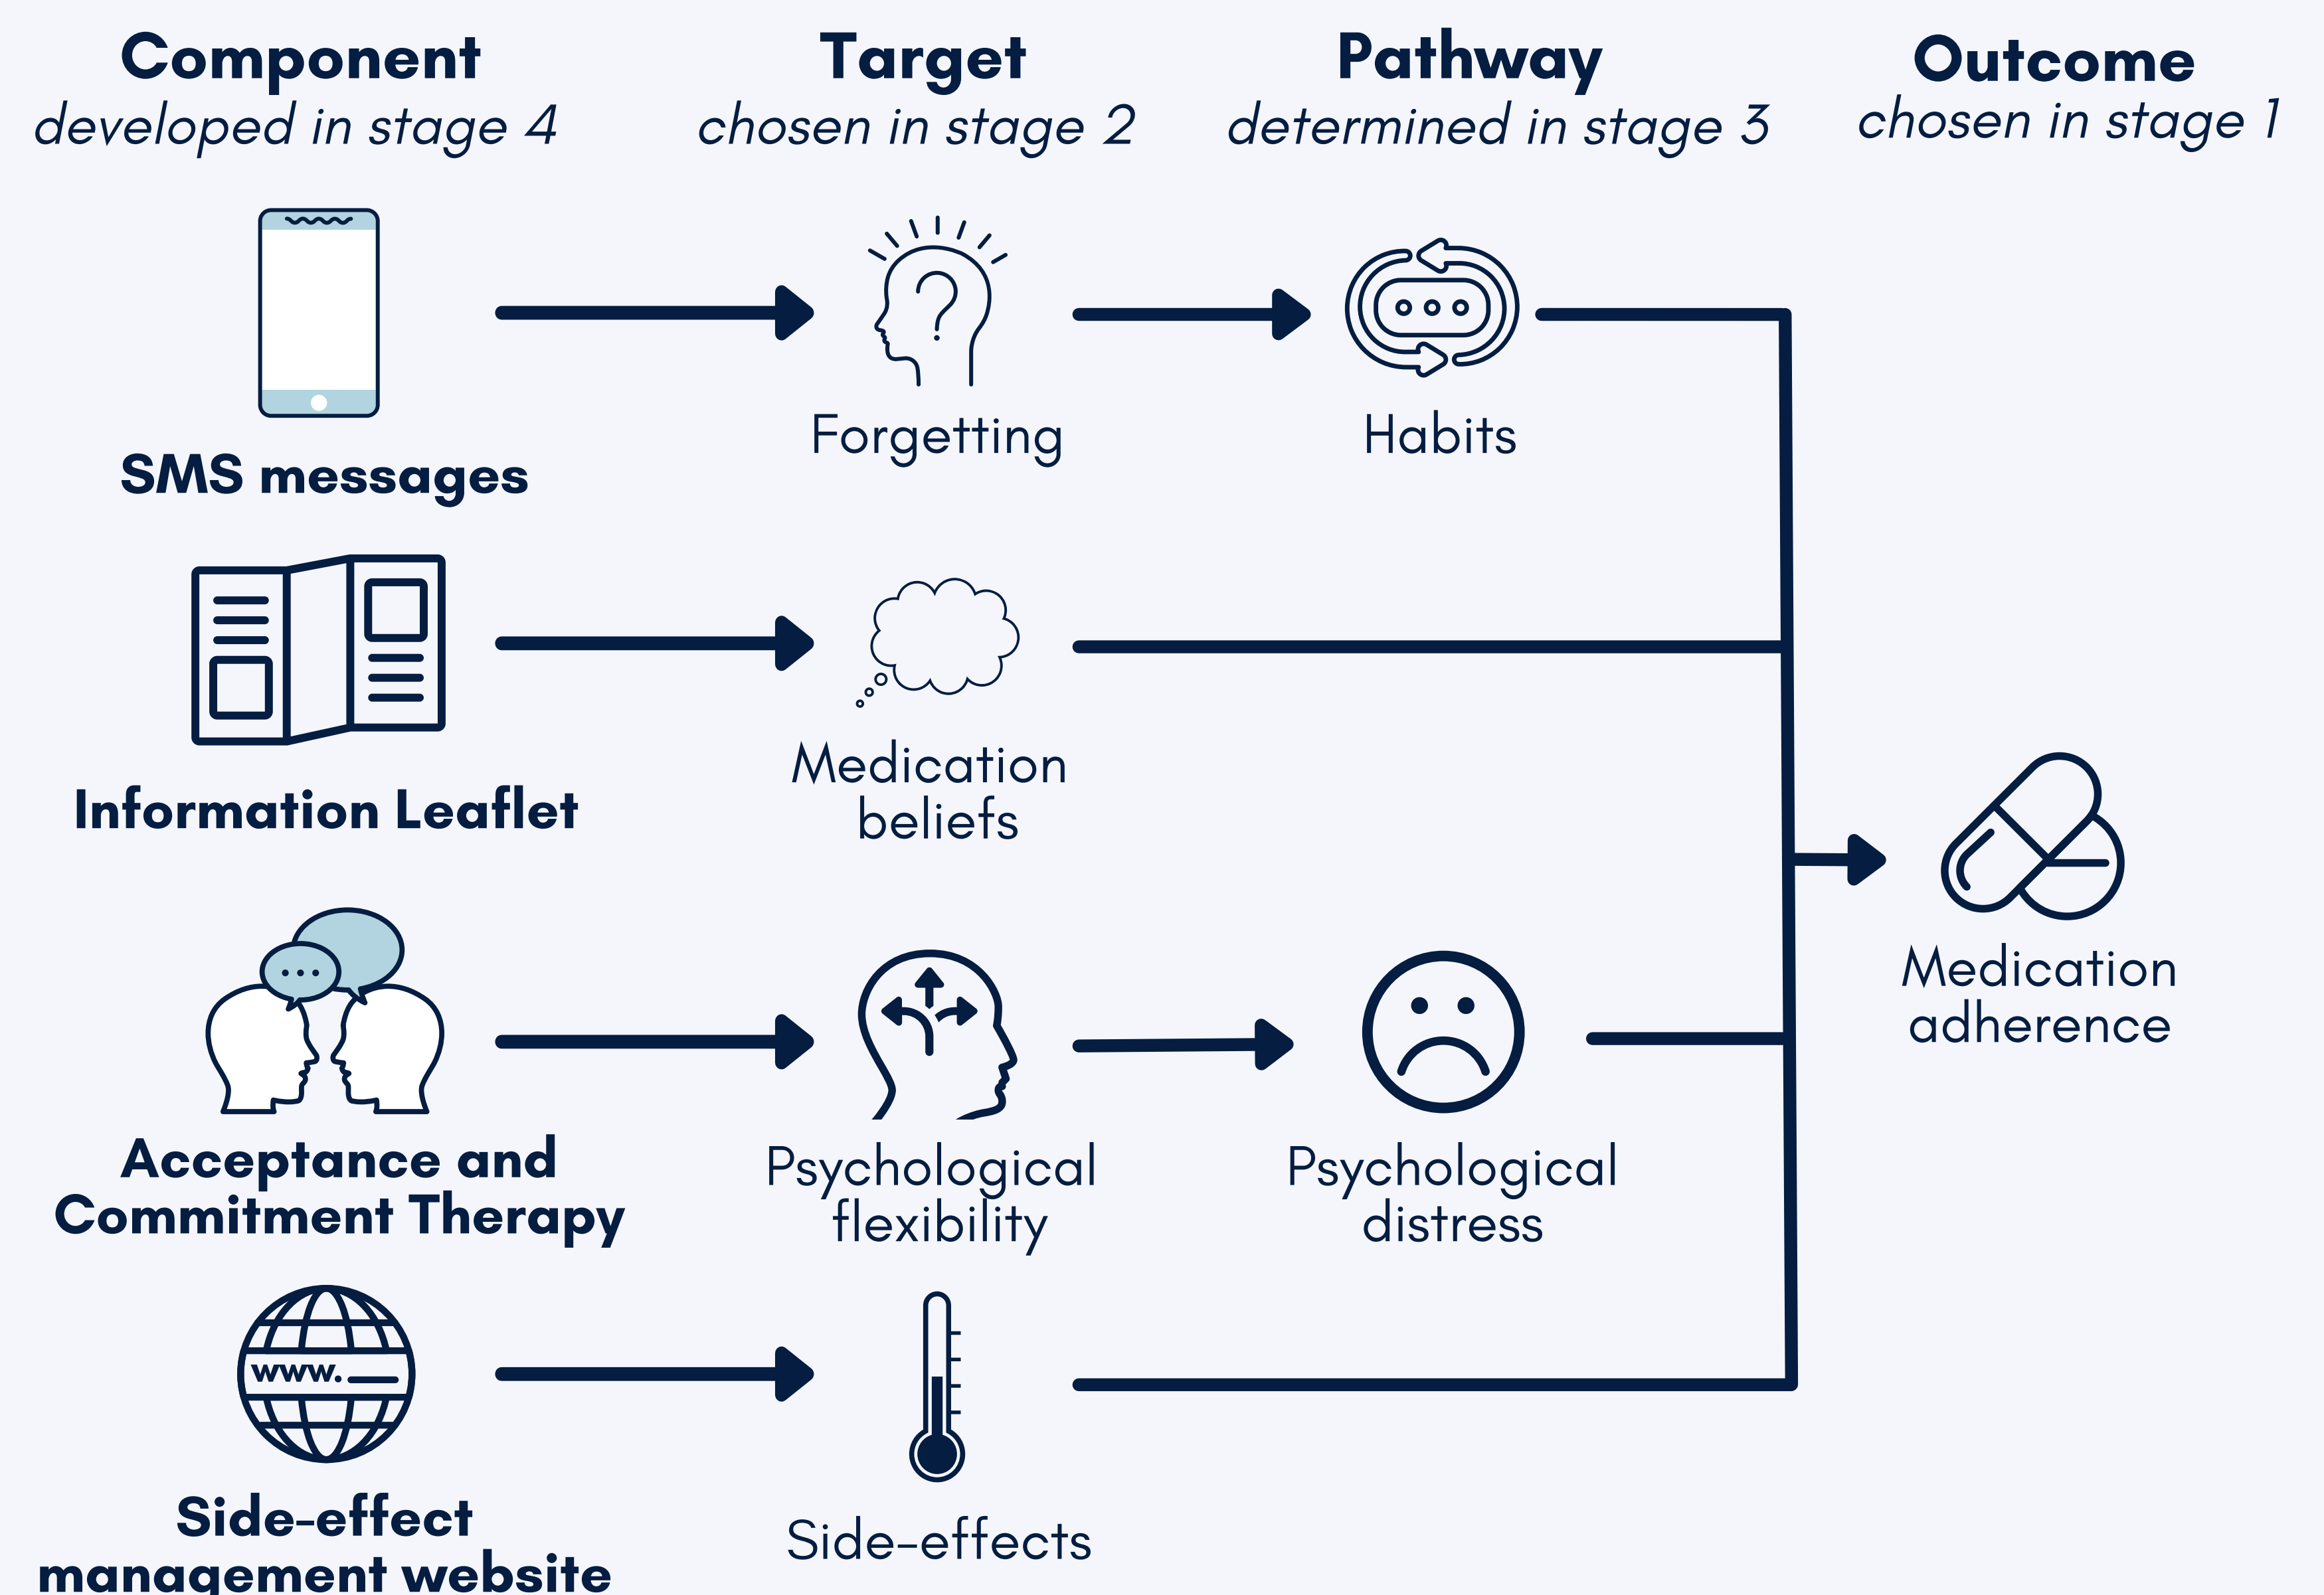 Component
developed in stage 4
Target
chosen in stage 2
Pathway
determined in stage 3
Outcome
chosen in stage 1
SMS messages
Forgetting
Habits
Information Leaflet
Medication
beliefs
Medication
adherence
Acceptance and
Commitment Therapy
Psychological
flexibility
Psychological
distress
www.
Side-effect
management website
Side-effects